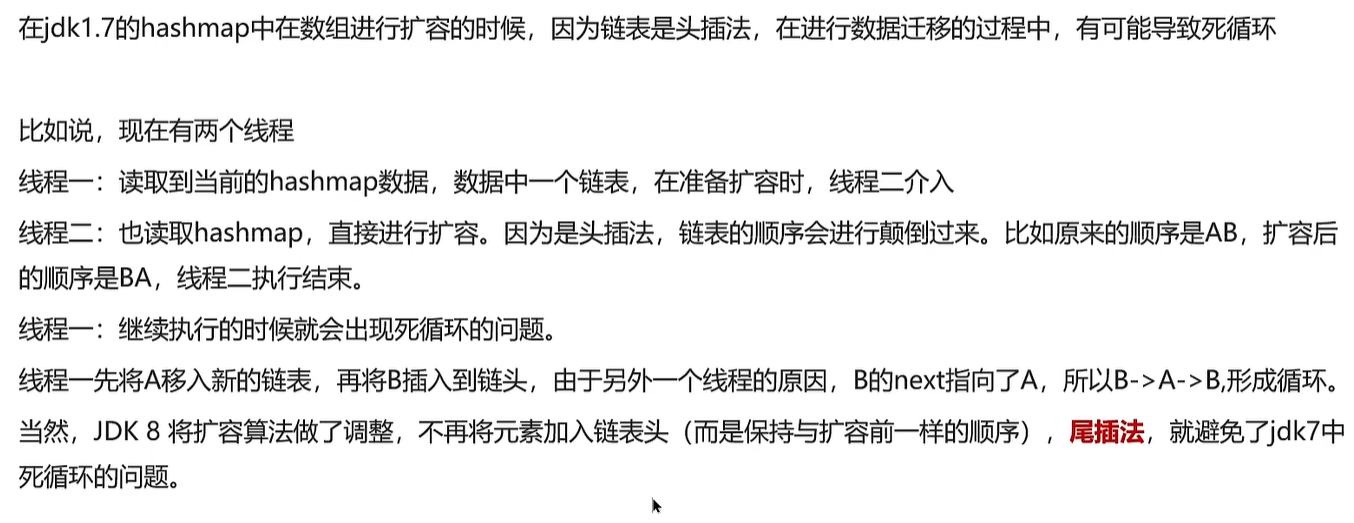 在jdk1.7的hashmap中在数组进行扩容的时候，因为链表是头插法，在进行数据迁移的过程中，有可能导致死循环
比如说，现在有两个线程
线程一：读取到当前的hashmap数据，数据中一个链表，在准备扩容时，线程二介入
线程二：也读取hashmap，直接进行扩容。因为是头插法，链表的顺序会进行颠倒过来。比如原来的顺序是AB，扩容后
的顺序是BA，线程二执行结束。
线程一：继续执行的时候就会出现死循环的问题。
线程一先将A移入新的链表，再将B插入到链头，由于另外一个线程的原因，B的next指向了A，所以B->A->B,形成循环。
当然，JDK 8 将扩容算法做了调整，不再将元素加入链表头（而是保持与扩容前一样的顺序），尾插法，就避免了jdk7中
死循环的问题。